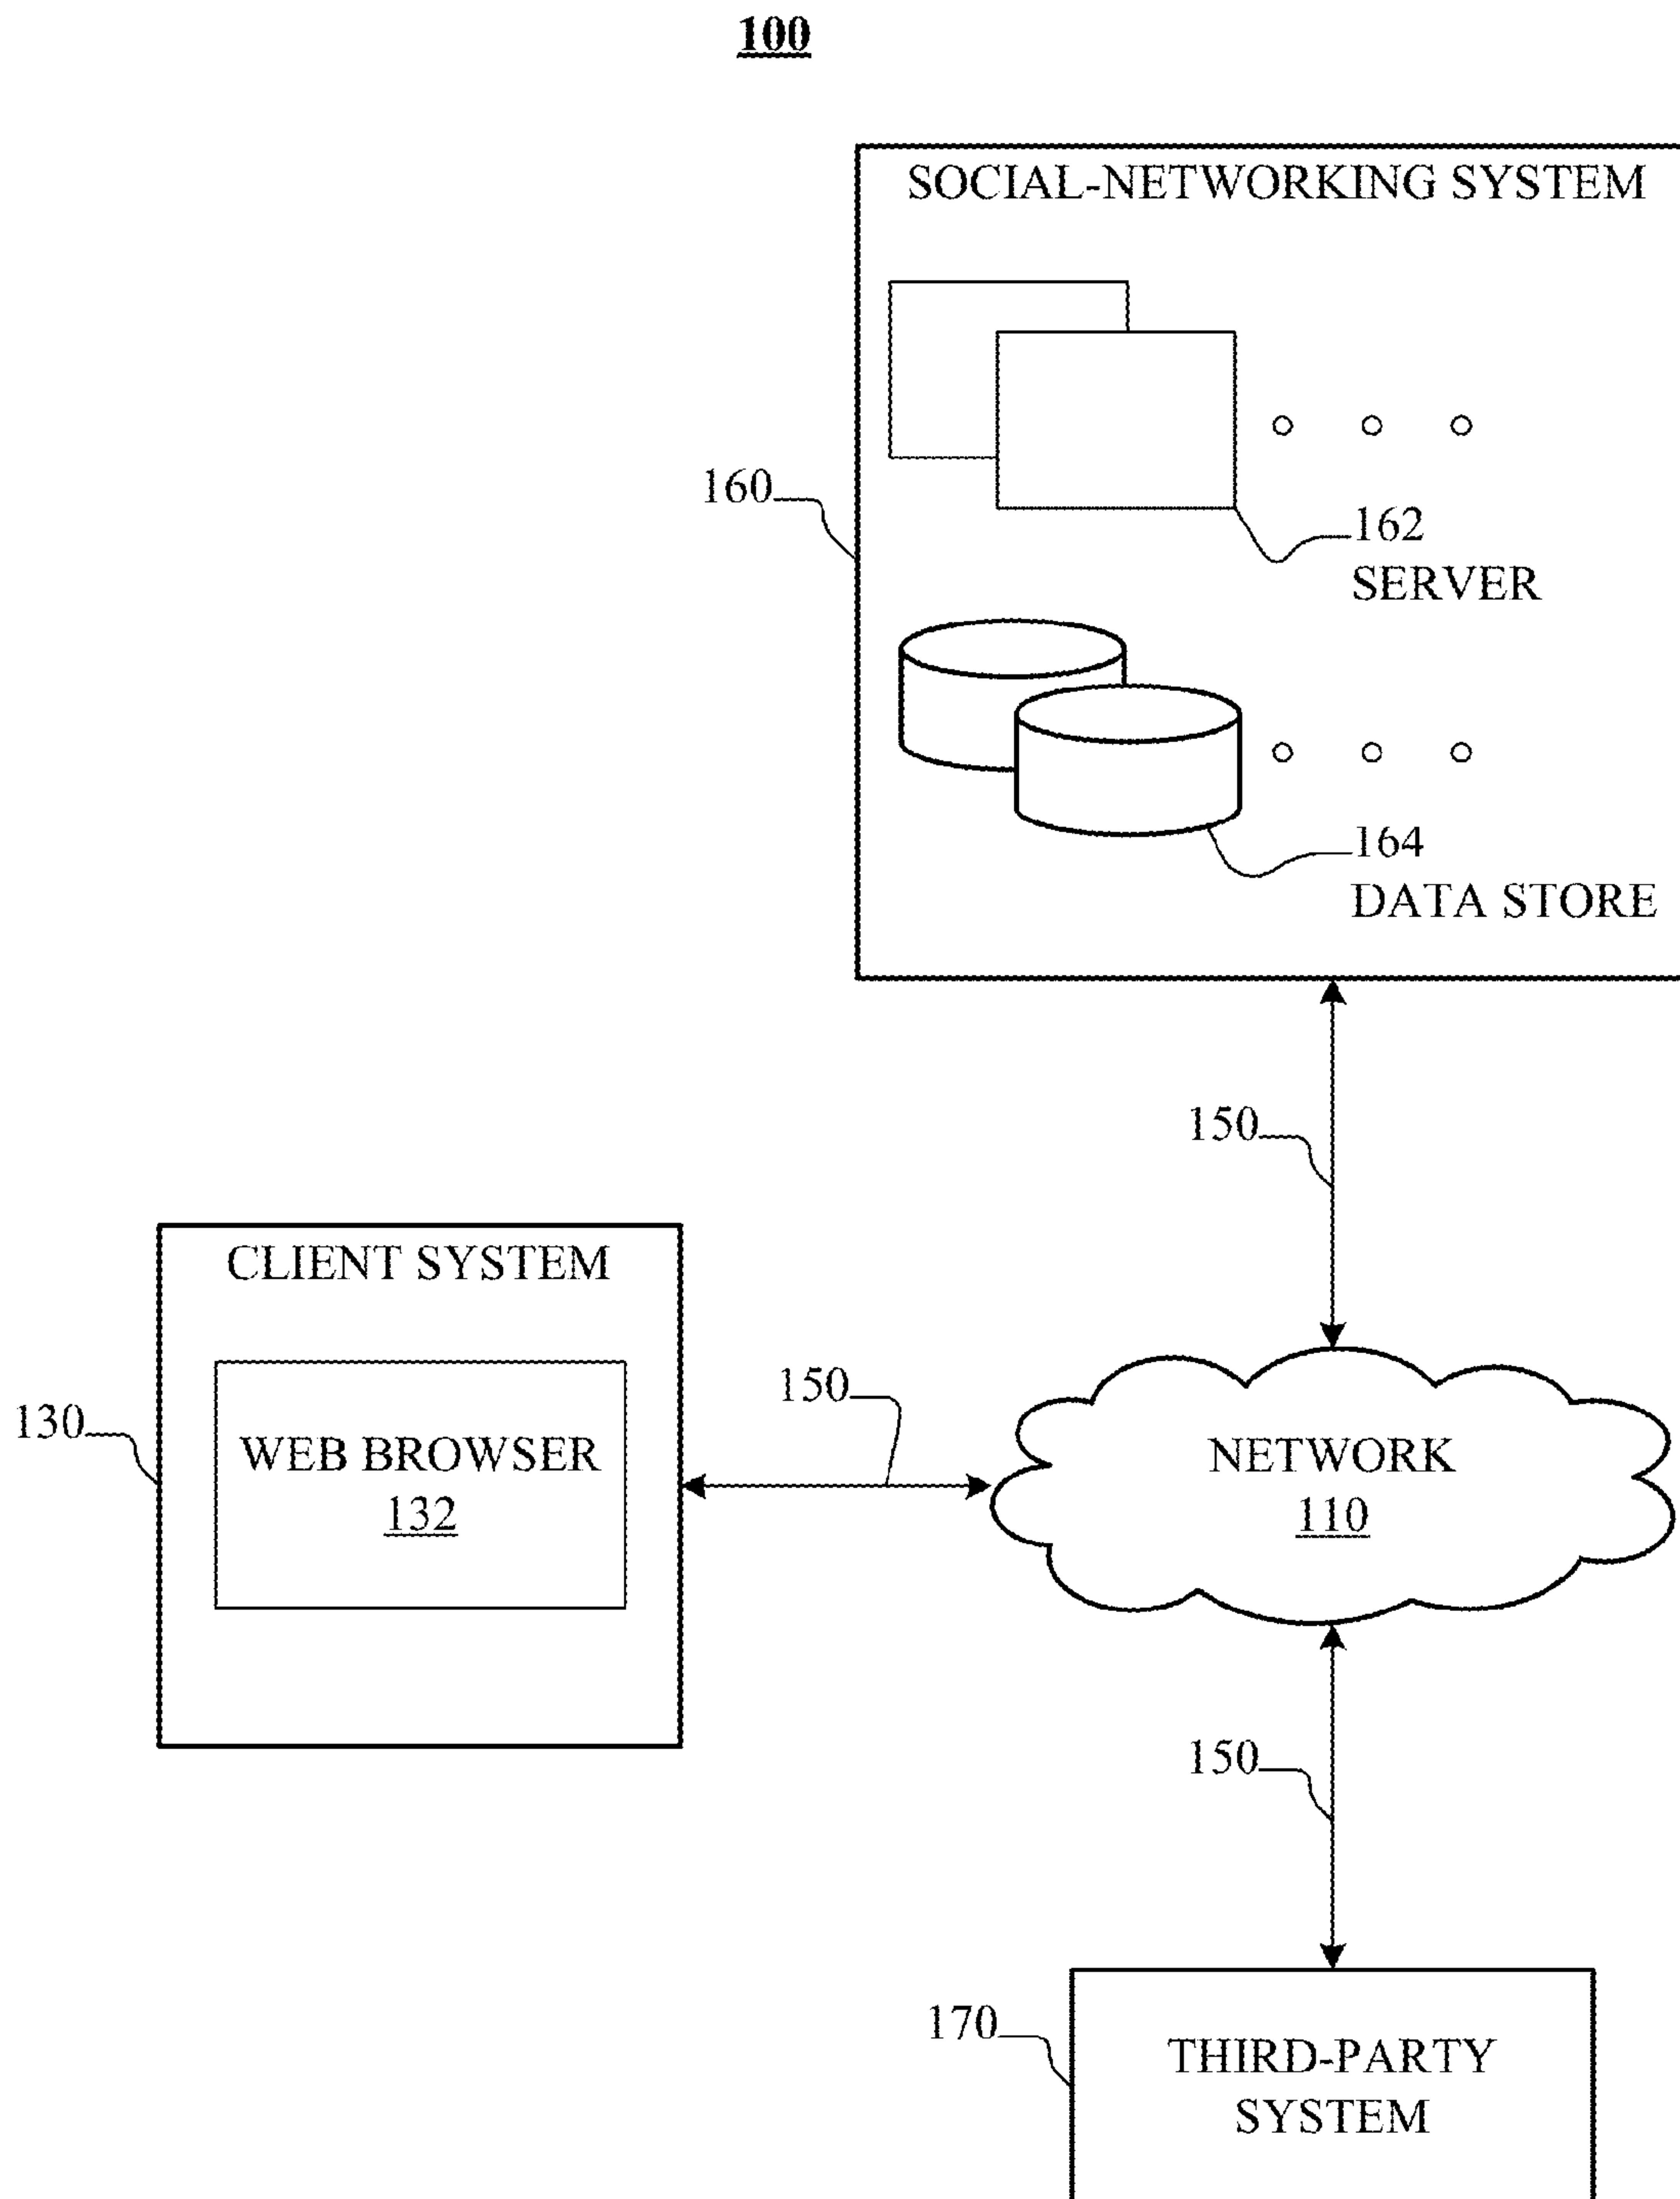 100
SOCIAL-NETWORKING SYSTEM
160
162
SERVER
164
DATA STORE
150
CLIENT SYSTEM
130
WEB BROWSER
132
150
NETWORK
110
150
170
THIRD-PARTY
SYSTEM